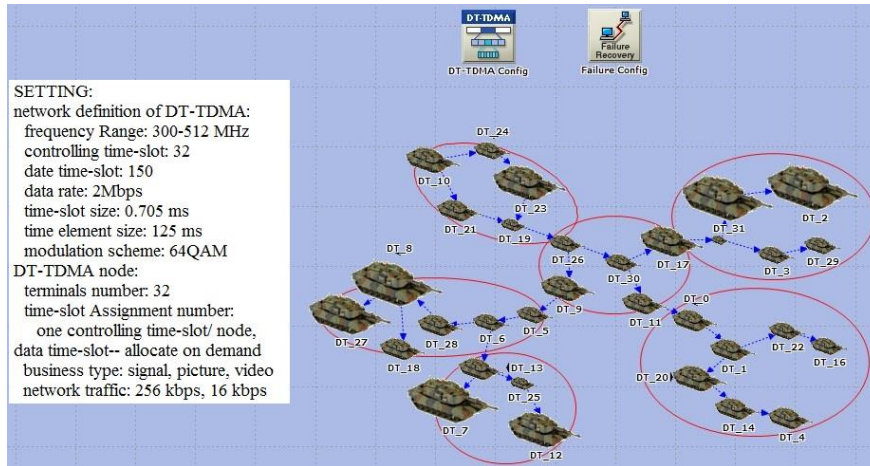 DT-TDMA
DT-TDMA Config
Failure
Recovery
Failure Config
SETTING:
network definition of DT-TDMA:
frequency Range: 300-512 MHz
controlling time-slot: 32
date time-slot: 150
data rate: 2Mbps
time-slot size: 0.705 ms
time element size: 125 ms
modulation scheme: 64QAM
DT-TDMA node:
terminals number: 32
time-slot Assignment number:
one controlling time-slot/ node,
data time-slot-- allocate on demand
business type: signal, picture, video
network traffic: 256 kbps, 16 kbps
DT_24
DT_10
DT_23
DT_21
DT_19
DT_2
DT_31
DT_8
DT_26
DT_17
DT_3
DT_29
DT_30
DT_9
DT_0
DT_11
DT_5
DT_6
DT_28
DT_27
DT_22
DT_16
DT_18
DT_1
DT_13
DT_20
DT_25
DT_7
DT_14
DT_4
DT_12